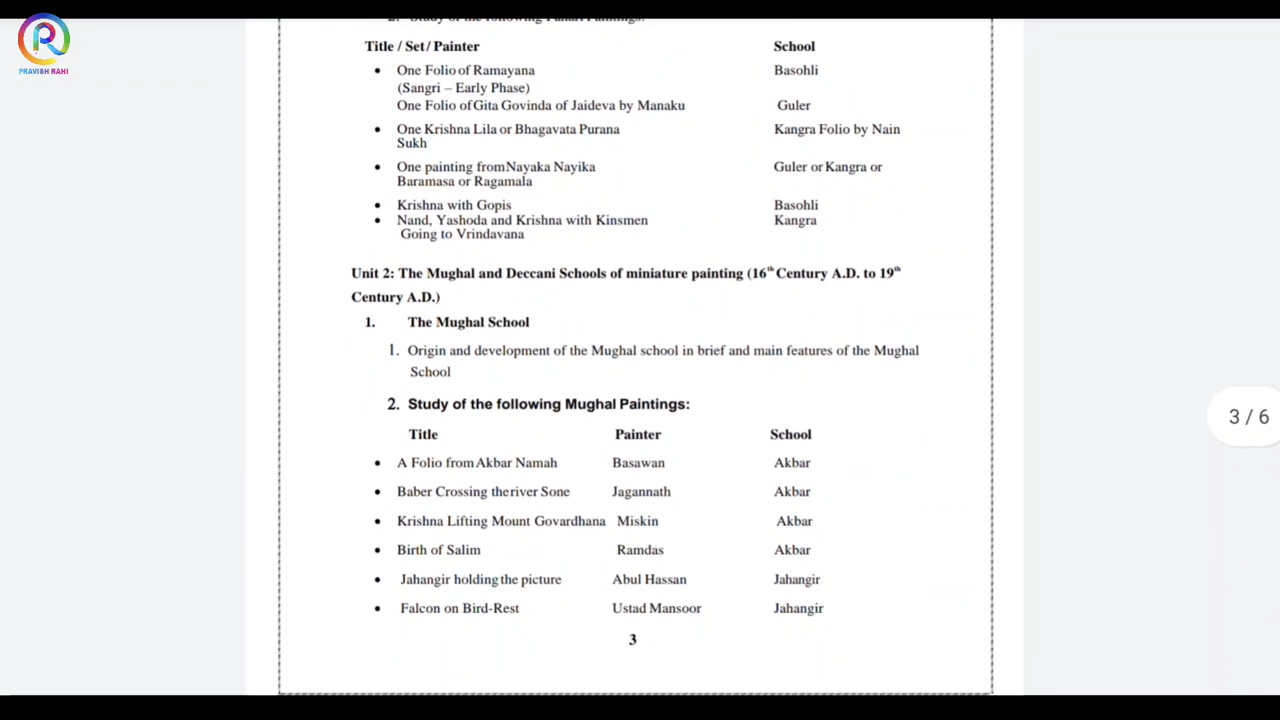 PRAVISH RAHI
2. Study of the following Pahari Paintings:
Title / Set / Painter School
• One Folio of Ramayana Basohli
(Sangri – Early Phase)
One Folio of Gita Govinda of Jaideva by Manaku Guler
• One Krishna Lila or Bhagavata Purana Kangra Folio by Nain
Sukh
• One painting from Nayaka Nayika Guler or Kangra or
Baramasa or Ragamala
• Krishna with Gopis Basohli
• Nand, Yashoda and Krishna with Kinsmen Kangra
Going to Vrindavana
Unit 2: The Mughal and Deccani Schools of miniature painting (16th Century A.D. to 19th
Century A.D.)
1. The Mughal School
1. Origin and development of the Mughal school in brief and main features of the Mughal
School
2. Study of the following Mughal Paintings:
Title Painter School
• A Folio from Akbar Namah Basawan Akbar
• Baber Crossing the river Sone Jagannath Akbar
• Krishna Lifting Mount Govardhana Miskin Akbar
• Birth of Salim Ramdas Akbar
• Jahangir holding the picture Abul Hassan Jahangir
• Falcon on Bird-Rest Ustad Mansoor Jahangir
3
3 / 6